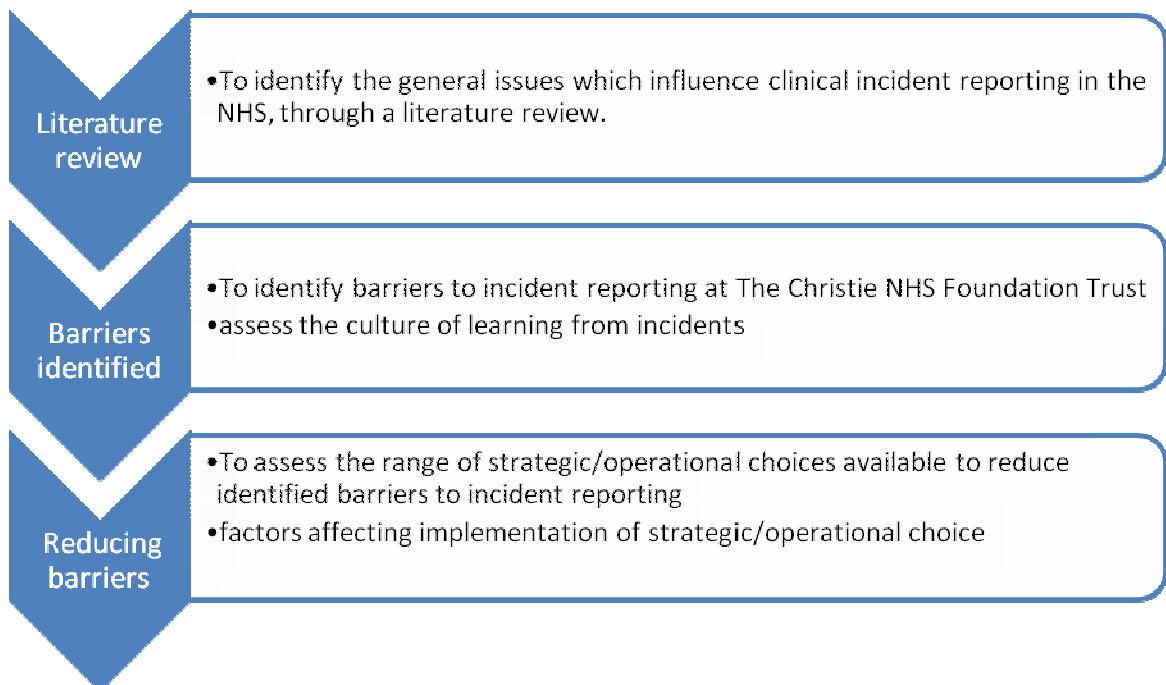 Literature
review
•To identify the general issues which influence clinical incident reporting in the
NHS, through a literature review.
Barriers
identified
•To identify barriers to incident reporting at The Christie NHS Foundation Trust
•assess the culture of learning from incidents
Reducing
barriers
•To assess the range of strategic/operational choices available to reduce
identified barriers to incident reporting
•factors affecting implementation of strategic/operational choice